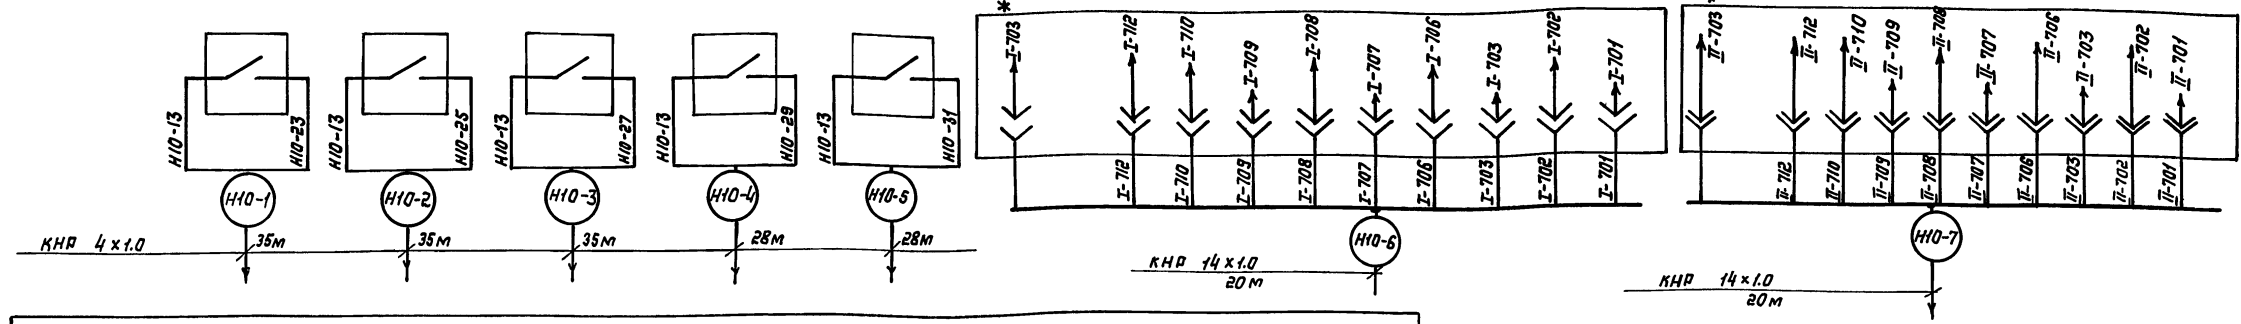 Н10-13
Н10-23
Н10-13
Н10-25
Н10-13
Н10-27
Н10-13
Н10-29
Н10-13
Н10-31
Н10-1
Н10-2
Н10-3
Н10-4
Н10-5
КНР 4×1.0
35м
35м
35м
28м
28м
*
I-703
I-712
I-710
I-709
I-708
I-707
I-706
I-703
I-702
I-701
I-712
I-710
I-709
I-708
I-707
I-706
I-703
I-702
I-701
Н10-6
КНР 14×1.0
20м
II-703
II-712
II-710
II-709
II-708
II-707
II-706
II-703
II-702
II-701
II-712
II-710
II-709
II-708
II-707
II-706
II-703
II-702
II-701
Н10-7
КНР 14×1.0
20м